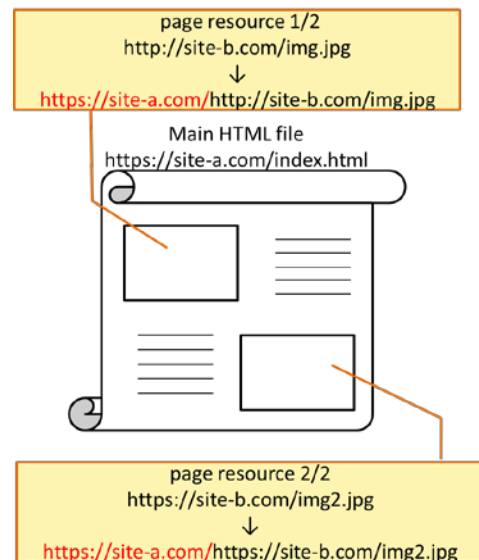 page resource 1/2
http://site-b.com/img.jpg
↓
https://site-a.com/http://site-b.com/img.jpg
Main HTML file
https://site-a.com/index.html
page resource 2/2
https://site-b.com/img2.jpg
↓
https://site-a.com/https://site-b.com/img2.jpg